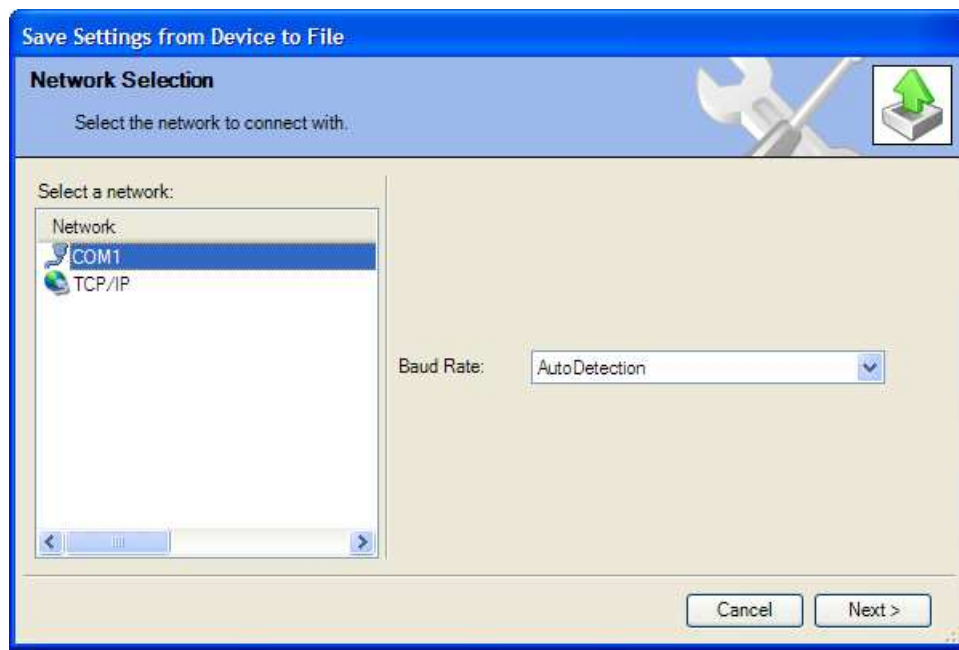 Save Settings from Device to File
Network Selection
Select the network to connect with.
Select a network:
Network
COM1
TCP/IP
Baud Rate:
AutoDetection
Cancel
Next >